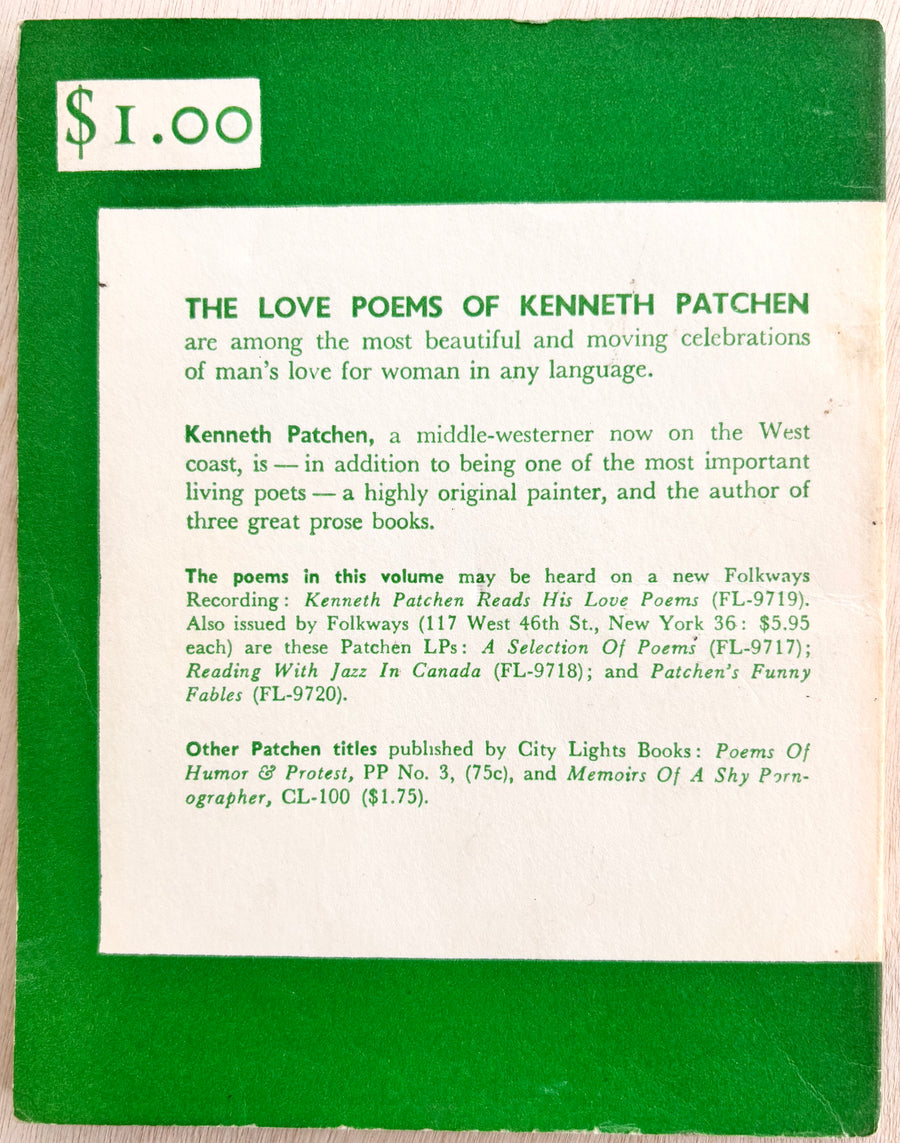 $1.00
THE LOVE POEMS OF KENNETH PATCHEN
are among the most beautiful and moving celebrations
of man's love for woman in any language.
Kenneth Patchen, a middle-westerner now on the West
coast, is — in addition to being one of the most important
living poets — a highly original painter, and the author of
three great prose books.
The poems in this volume may be heard on a new Folkways
Recording: Kenneth Patchen Reads His Love Poems (FL-9719).
Also issued by Folkways (117 West 46th St., New York 36: $5.95
each) are these Patchen LPs: A Selection Of Poems (FL-9717);
Reading With Jazz In Canada (FL-9718); and Patchen's Funny
Fables (FL-9720).
Other Patchen titles published by City Lights Books: Poems Of
Humor & Protest, PP No. 3, (75c), and Memoirs Of A Shy Porn-
ographer, CL-100 ($1.75).